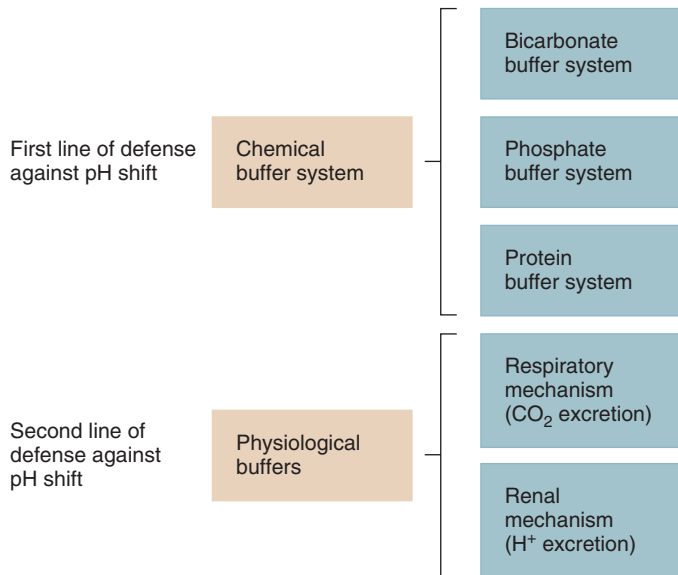 First line of defense
against pH shift
Chemical
buffer system
Bicarbonate
buffer system
Phosphate
buffer system
Protein
buffer system
Second line of
defense against
pH shift
Physiological
buffers
Respiratory
mechanism
(CO₂ excretion)
Renal
mechanism
(H⁺ excretion)